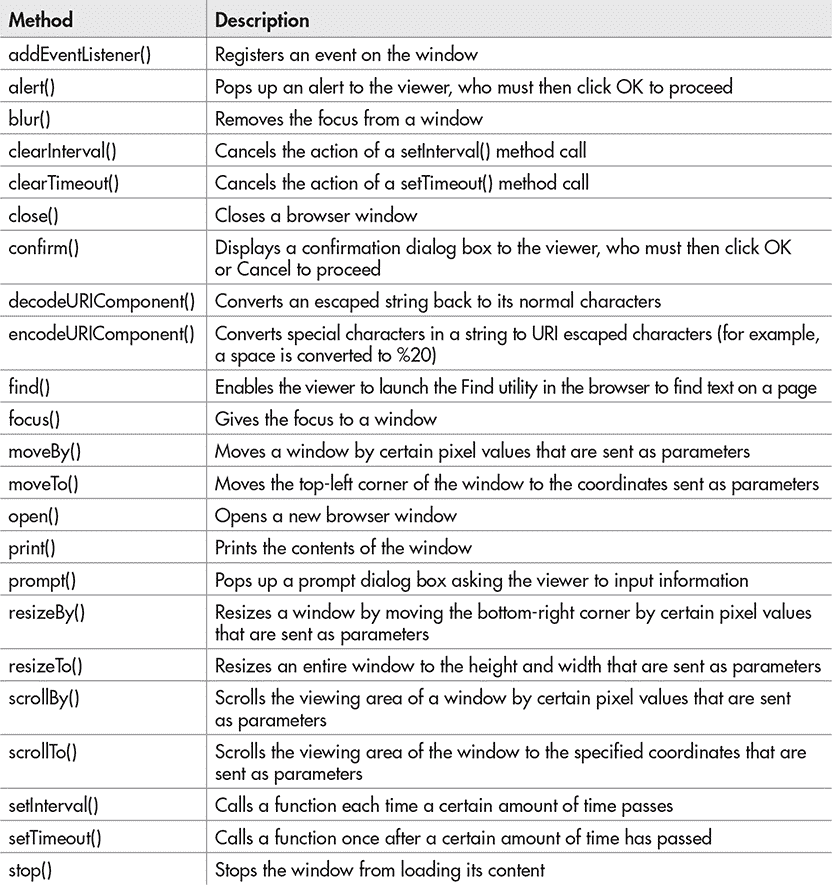 Method Description
addEventListener() Registers an event on the window
alert() Pops up an alert to the viewer, who must then click OK to proceed
blur() Removes the focus from a window
clearInterval() Cancels the action of a setInterval() method call
clearTimeout() Cancels the action of a setTimeout() method call
close() Closes a browser window
confirm() Displays a confirmation dialog box to the viewer, who must then click OK
or Cancel to proceed
decodeURIComponent() Converts an escaped string back to its normal characters
encodeURIComponent() Converts special characters in a string to URI escaped characters (for example,
a space is converted to %20)
find() Enables the viewer to launch the Find utility in the browser to find text on a page
focus() Gives the focus to a window
moveBy() Moves a window by certain pixel values that are sent as parameters
moveTo() Moves the top-left corner of the window to the coordinates sent as parameters
open() Opens a new browser window
print() Prints the contents of the window
prompt() Pops up a prompt dialog box asking the viewer to input information
resizeBy() Resizes a window by moving the bottom-right corner by certain pixel values
that are sent as parameters
resizeTo() Resizes an entire window to the height and width that are sent as parameters
scrollBy() Scrolls the viewing area of a window by certain pixel values that are sent
as parameters
scrollTo() Scrolls the viewing area of the window to the specified coordinates that are
sent as parameters
setInterval() Calls a function each time a certain amount of time passes
setTimeout() Calls a function once after a certain amount of time has passed
stop() Stops the window from loading its content